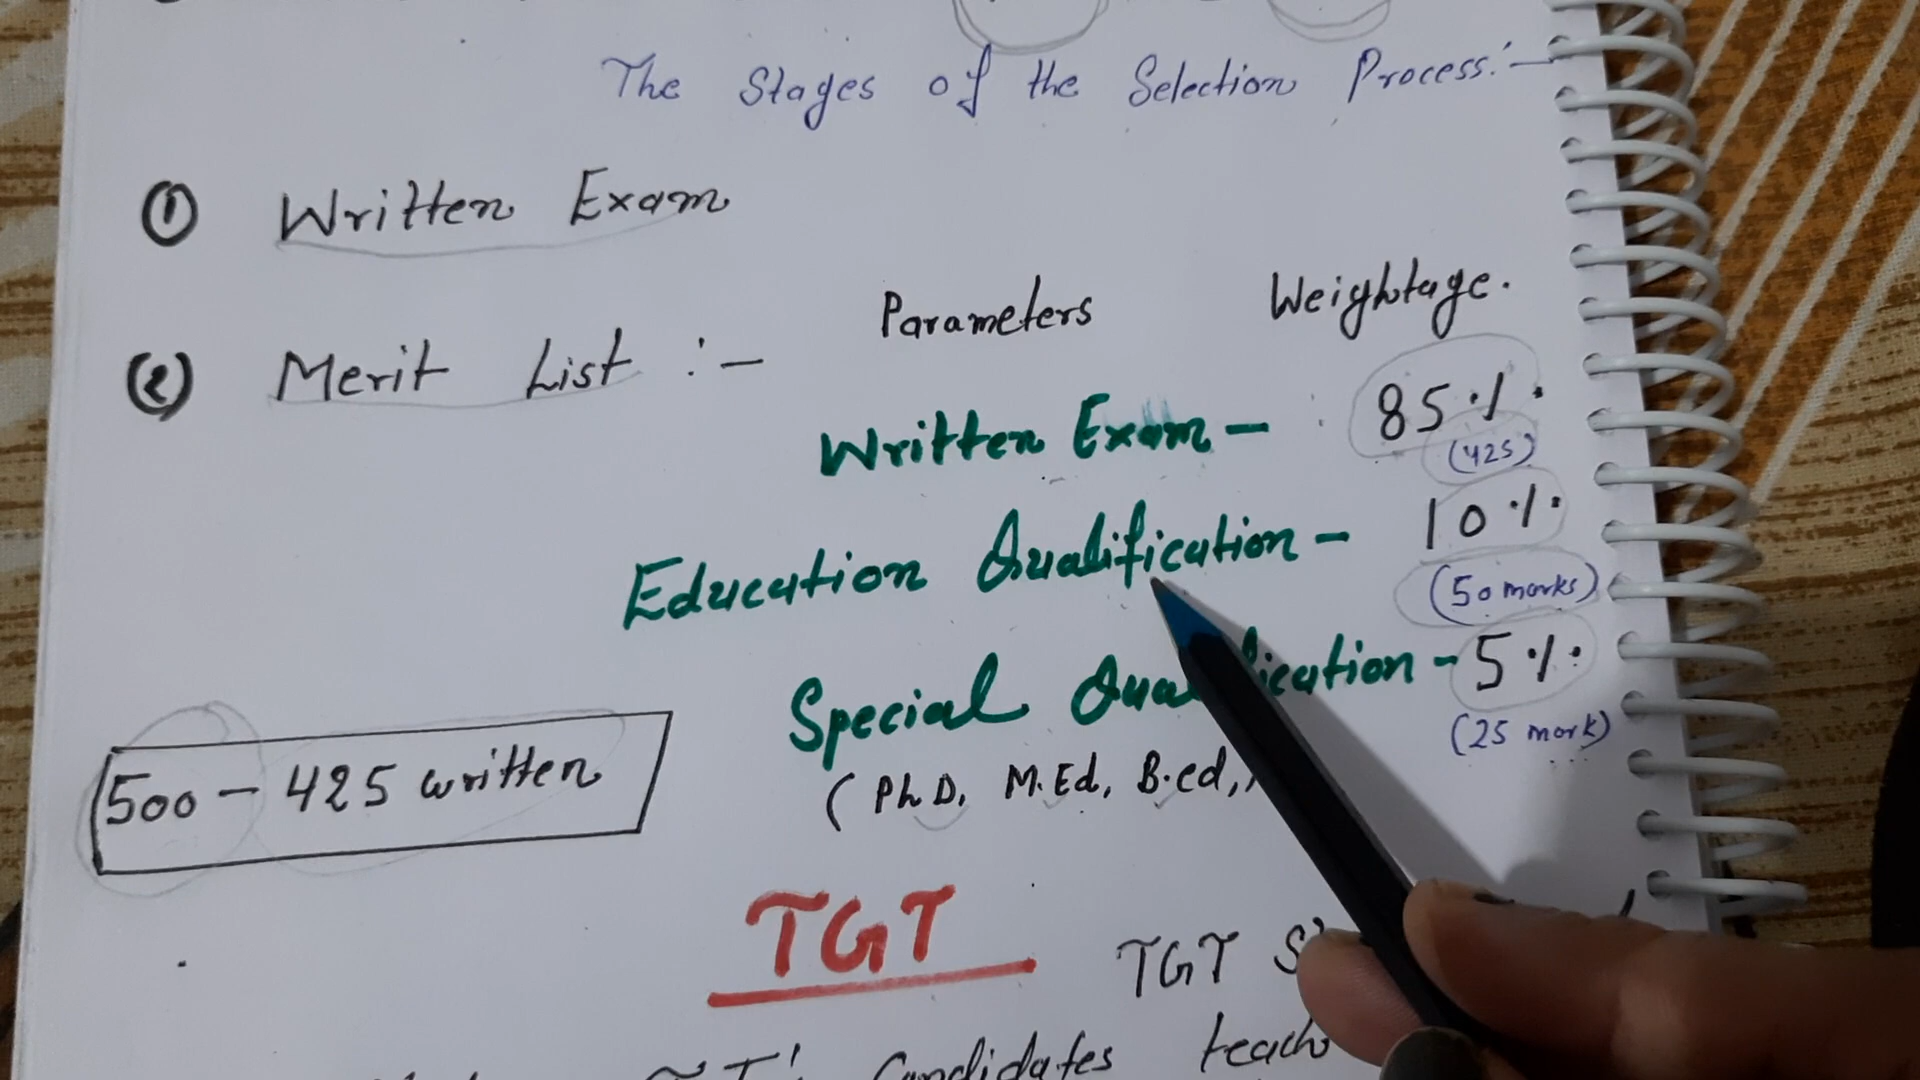 The Stages of the Selection Process:-
① Written Exam
Parameters Weightage.
② Merit List :-
Written Exam - 85%
(425)
Education Qualification - 10%
(50 marks)
Special - 5%
(25 mark)
500 - 425 written
(Ph.D, M.Ed, B.ed,
TGT
TGT
Candidates